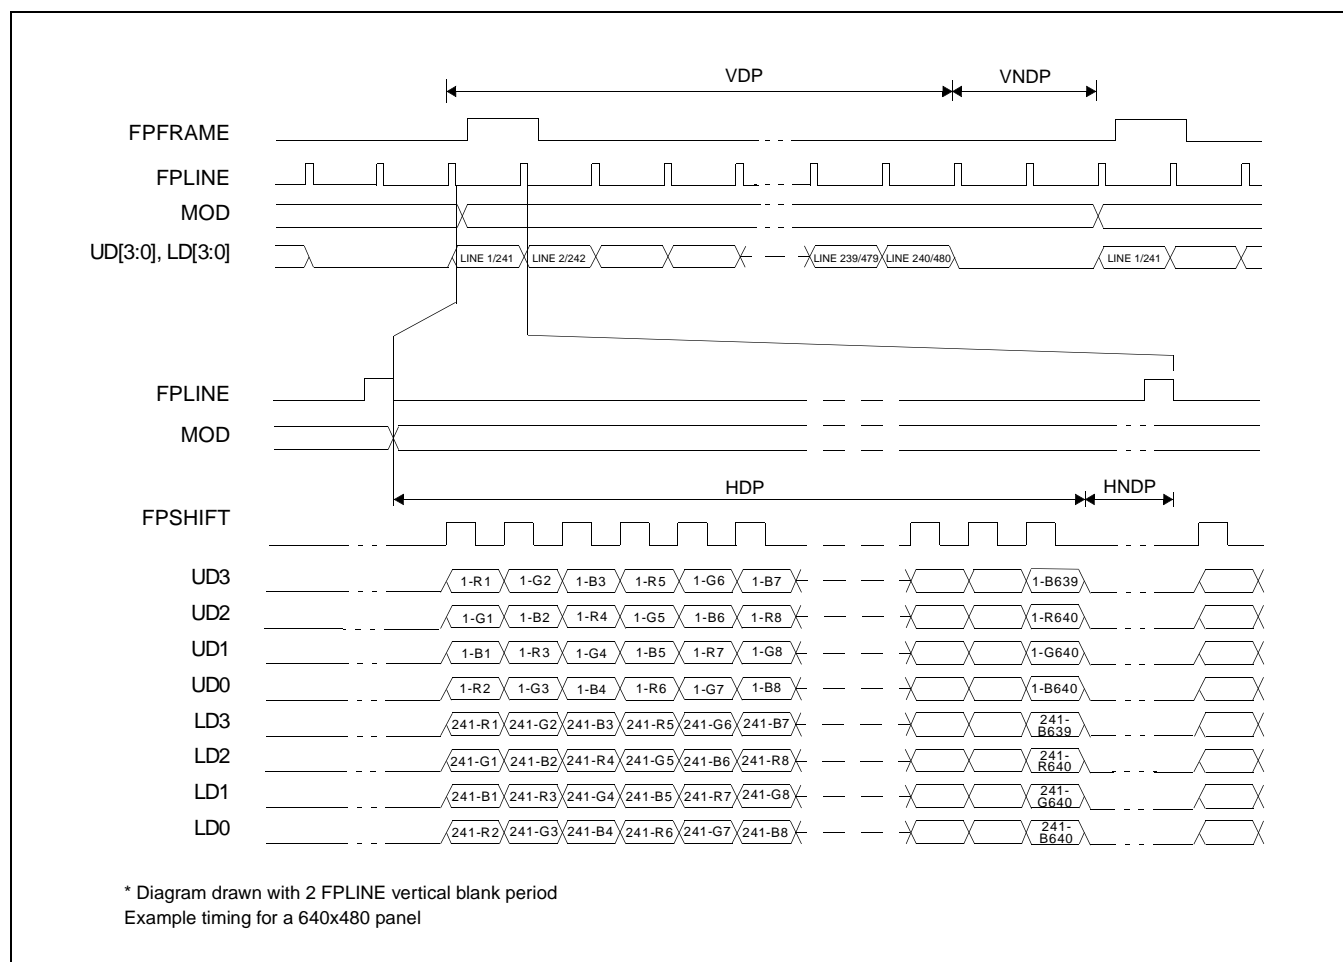 VDP VNDP
FPFRAME
FPLINE
MOD
UD[3:0], LD[3:0] LINE 1/241 LINE 2/242 LINE 239/479 LINE 240/480 LINE 1/241
FPLINE
MOD
HDP HNDP
FPSHIFT
UD3 1-R1 1-G2 1-B3 1-R5 1-G6 1-B7 1-B639
UD2 1-G1 1-B2 1-R4 1-G5 1-B6 1-R8 1-R640
UD1 1-B1 1-R3 1-G4 1-B5 1-R7 1-G8 1-G640
UD0 1-R2 1-G3 1-B4 1-R6 1-G7 1-B8 1-B640
LD3 241-R1 241-G2 241-B3 241-R5 241-G6 241-B7 241-
B639
LD2 241-G1 241-B2 241-R4 241-G5 241-B6 241-R8 241-
R640
LD1 241-B1 241-R3 241-G4 241-B5 241-R7 241-G8 241-
G640
LD0 241-R2 241-G3 241-B4 241-R6 241-G7 241-B8 241-
B640
* Diagram drawn with 2 FPLINE vertical blank period
Example timing for a 640x480 panel